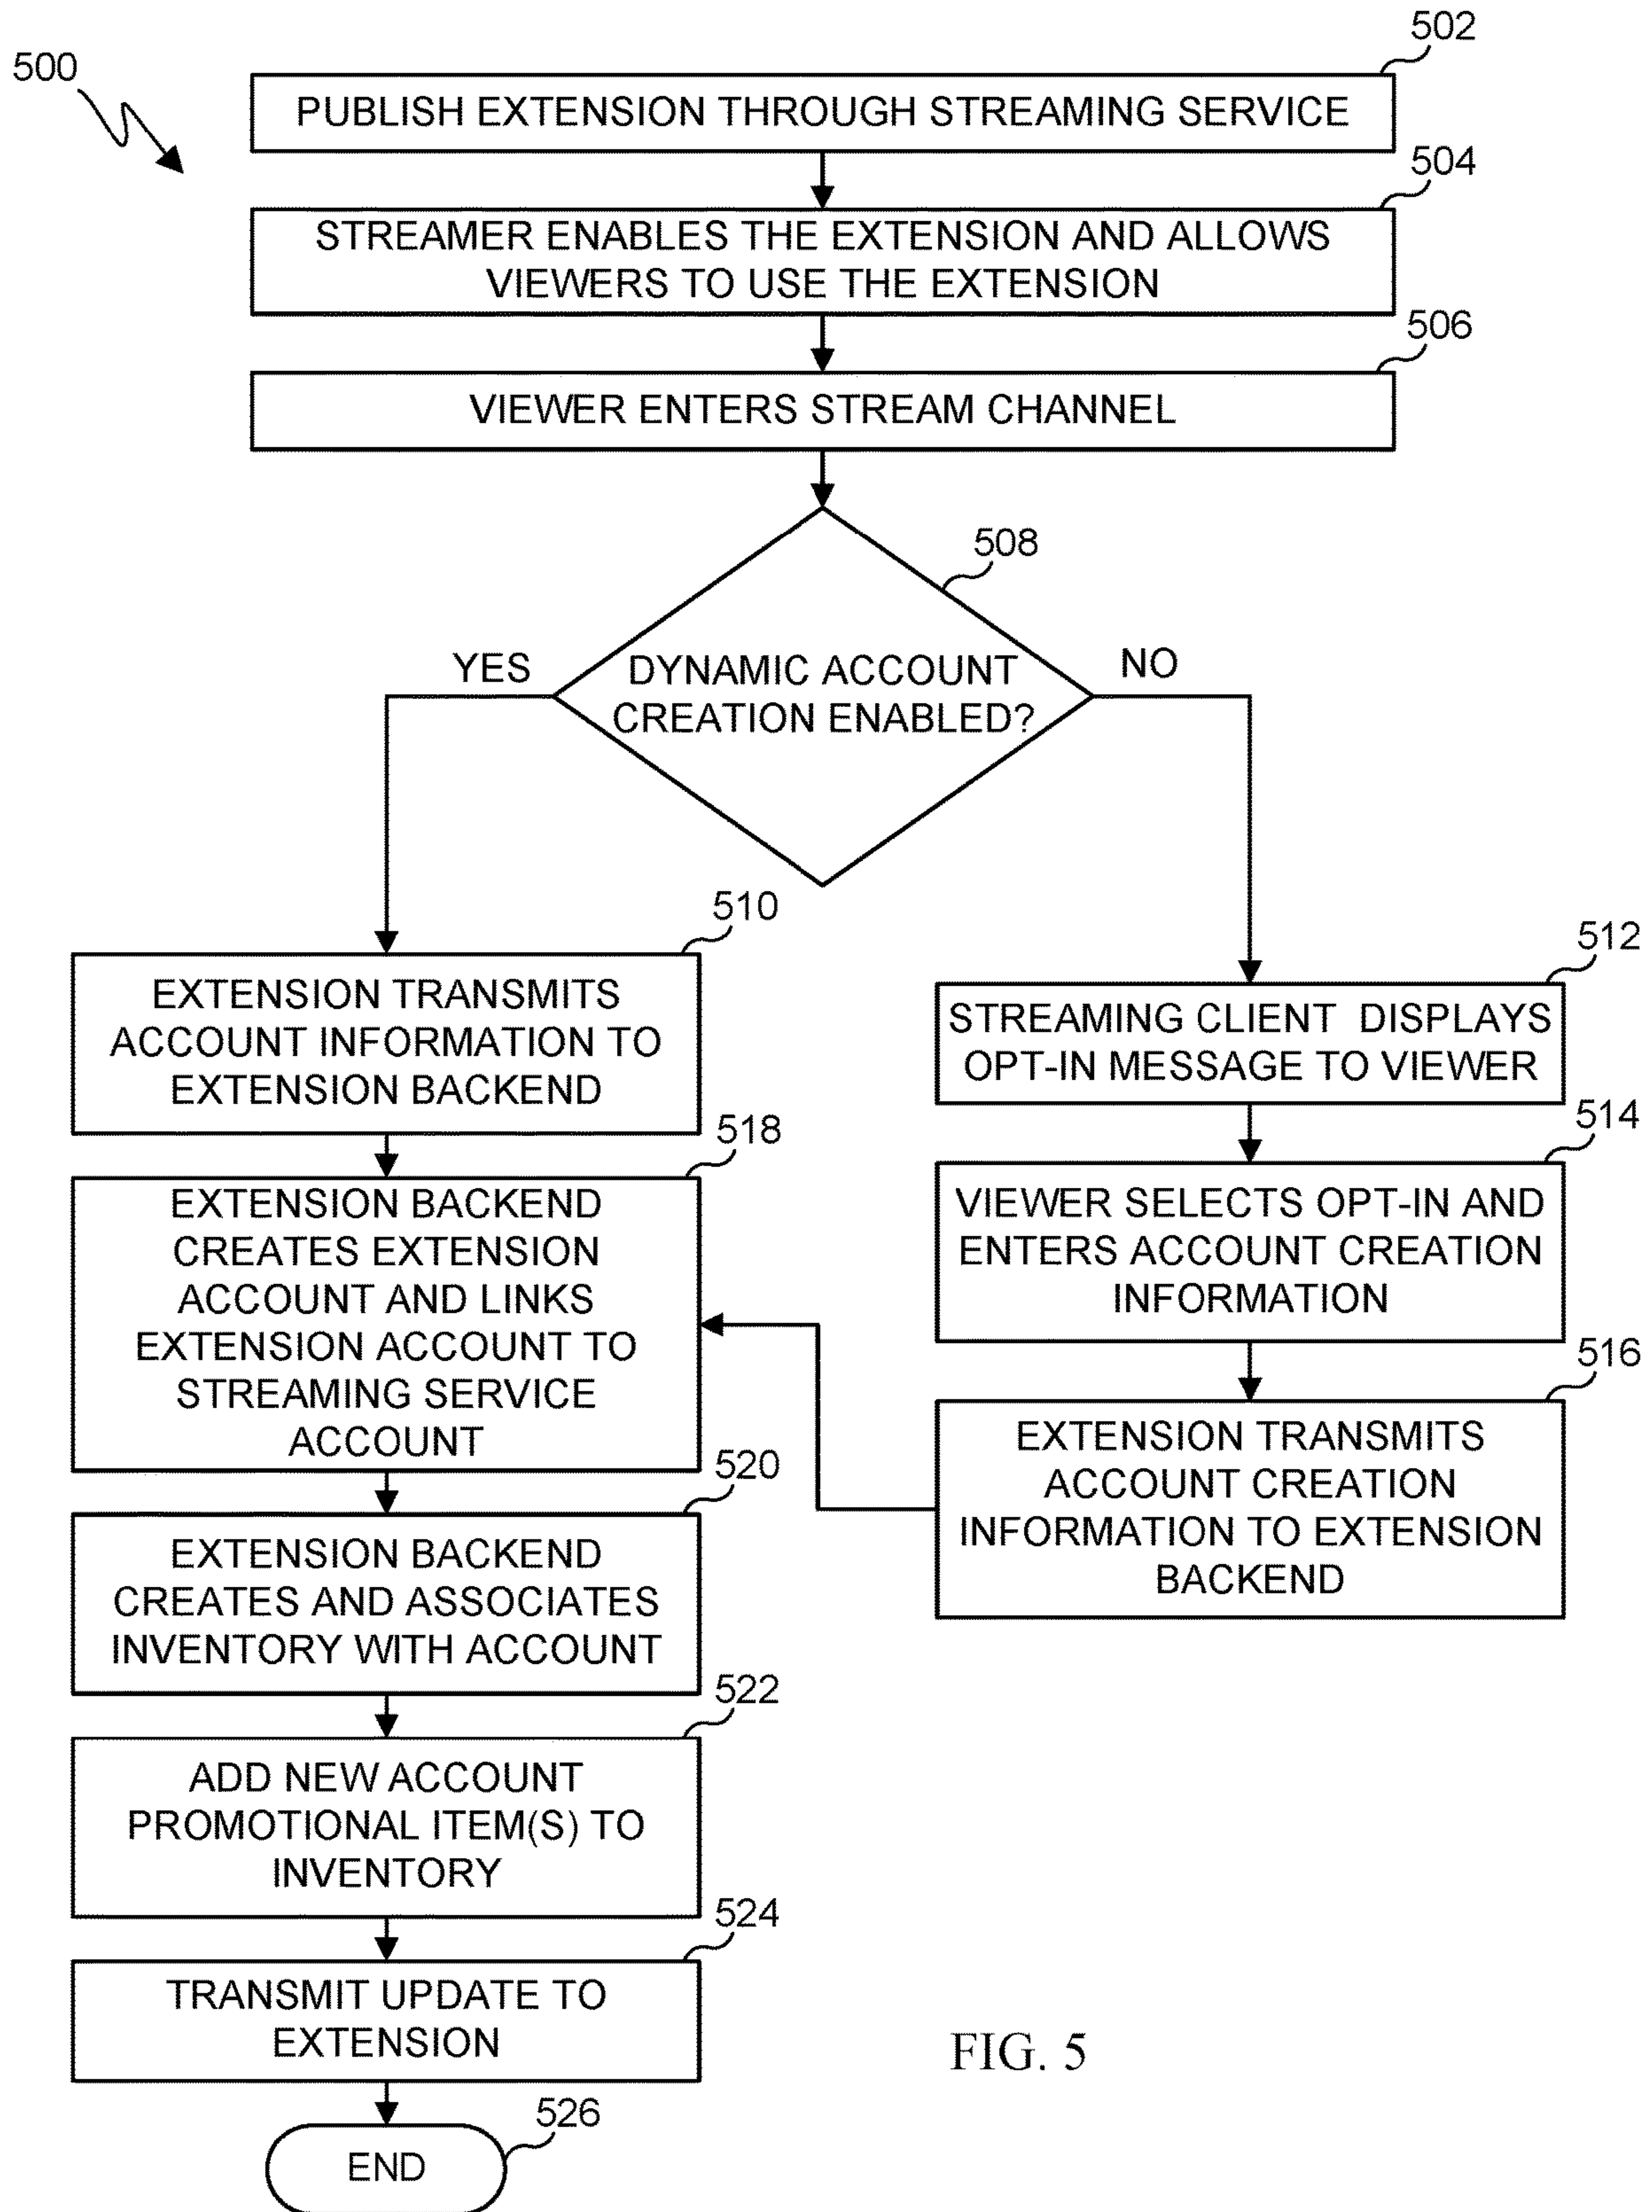 500
502
PUBLISH EXTENSION THROUGH STREAMING SERVICE
504
STREAMER ENABLES THE EXTENSION AND ALLOWS
VIEWERS TO USE THE EXTENSION
506
VIEWER ENTERS STREAM CHANNEL
508
DYNAMIC ACCOUNT
CREATION ENABLED?
YES
NO
510
EXTENSION TRANSMITS
ACCOUNT INFORMATION TO
EXTENSION BACKEND
512
STREAMING CLIENT DISPLAYS
OPT-IN MESSAGE TO VIEWER
514
VIEWER SELECTS OPT-IN AND
ENTERS ACCOUNT CREATION
INFORMATION
516
EXTENSION TRANSMITS
ACCOUNT CREATION
INFORMATION TO EXTENSION
BACKEND
518
EXTENSION BACKEND
CREATES EXTENSION
ACCOUNT AND LINKS
EXTENSION ACCOUNT TO
STREAMING SERVICE
ACCOUNT
520
EXTENSION BACKEND
CREATES AND ASSOCIATES
INVENTORY WITH ACCOUNT
522
ADD NEW ACCOUNT
PROMOTIONAL ITEM(S) TO
INVENTORY
524
TRANSMIT UPDATE TO
EXTENSION
526
END
FIG. 5